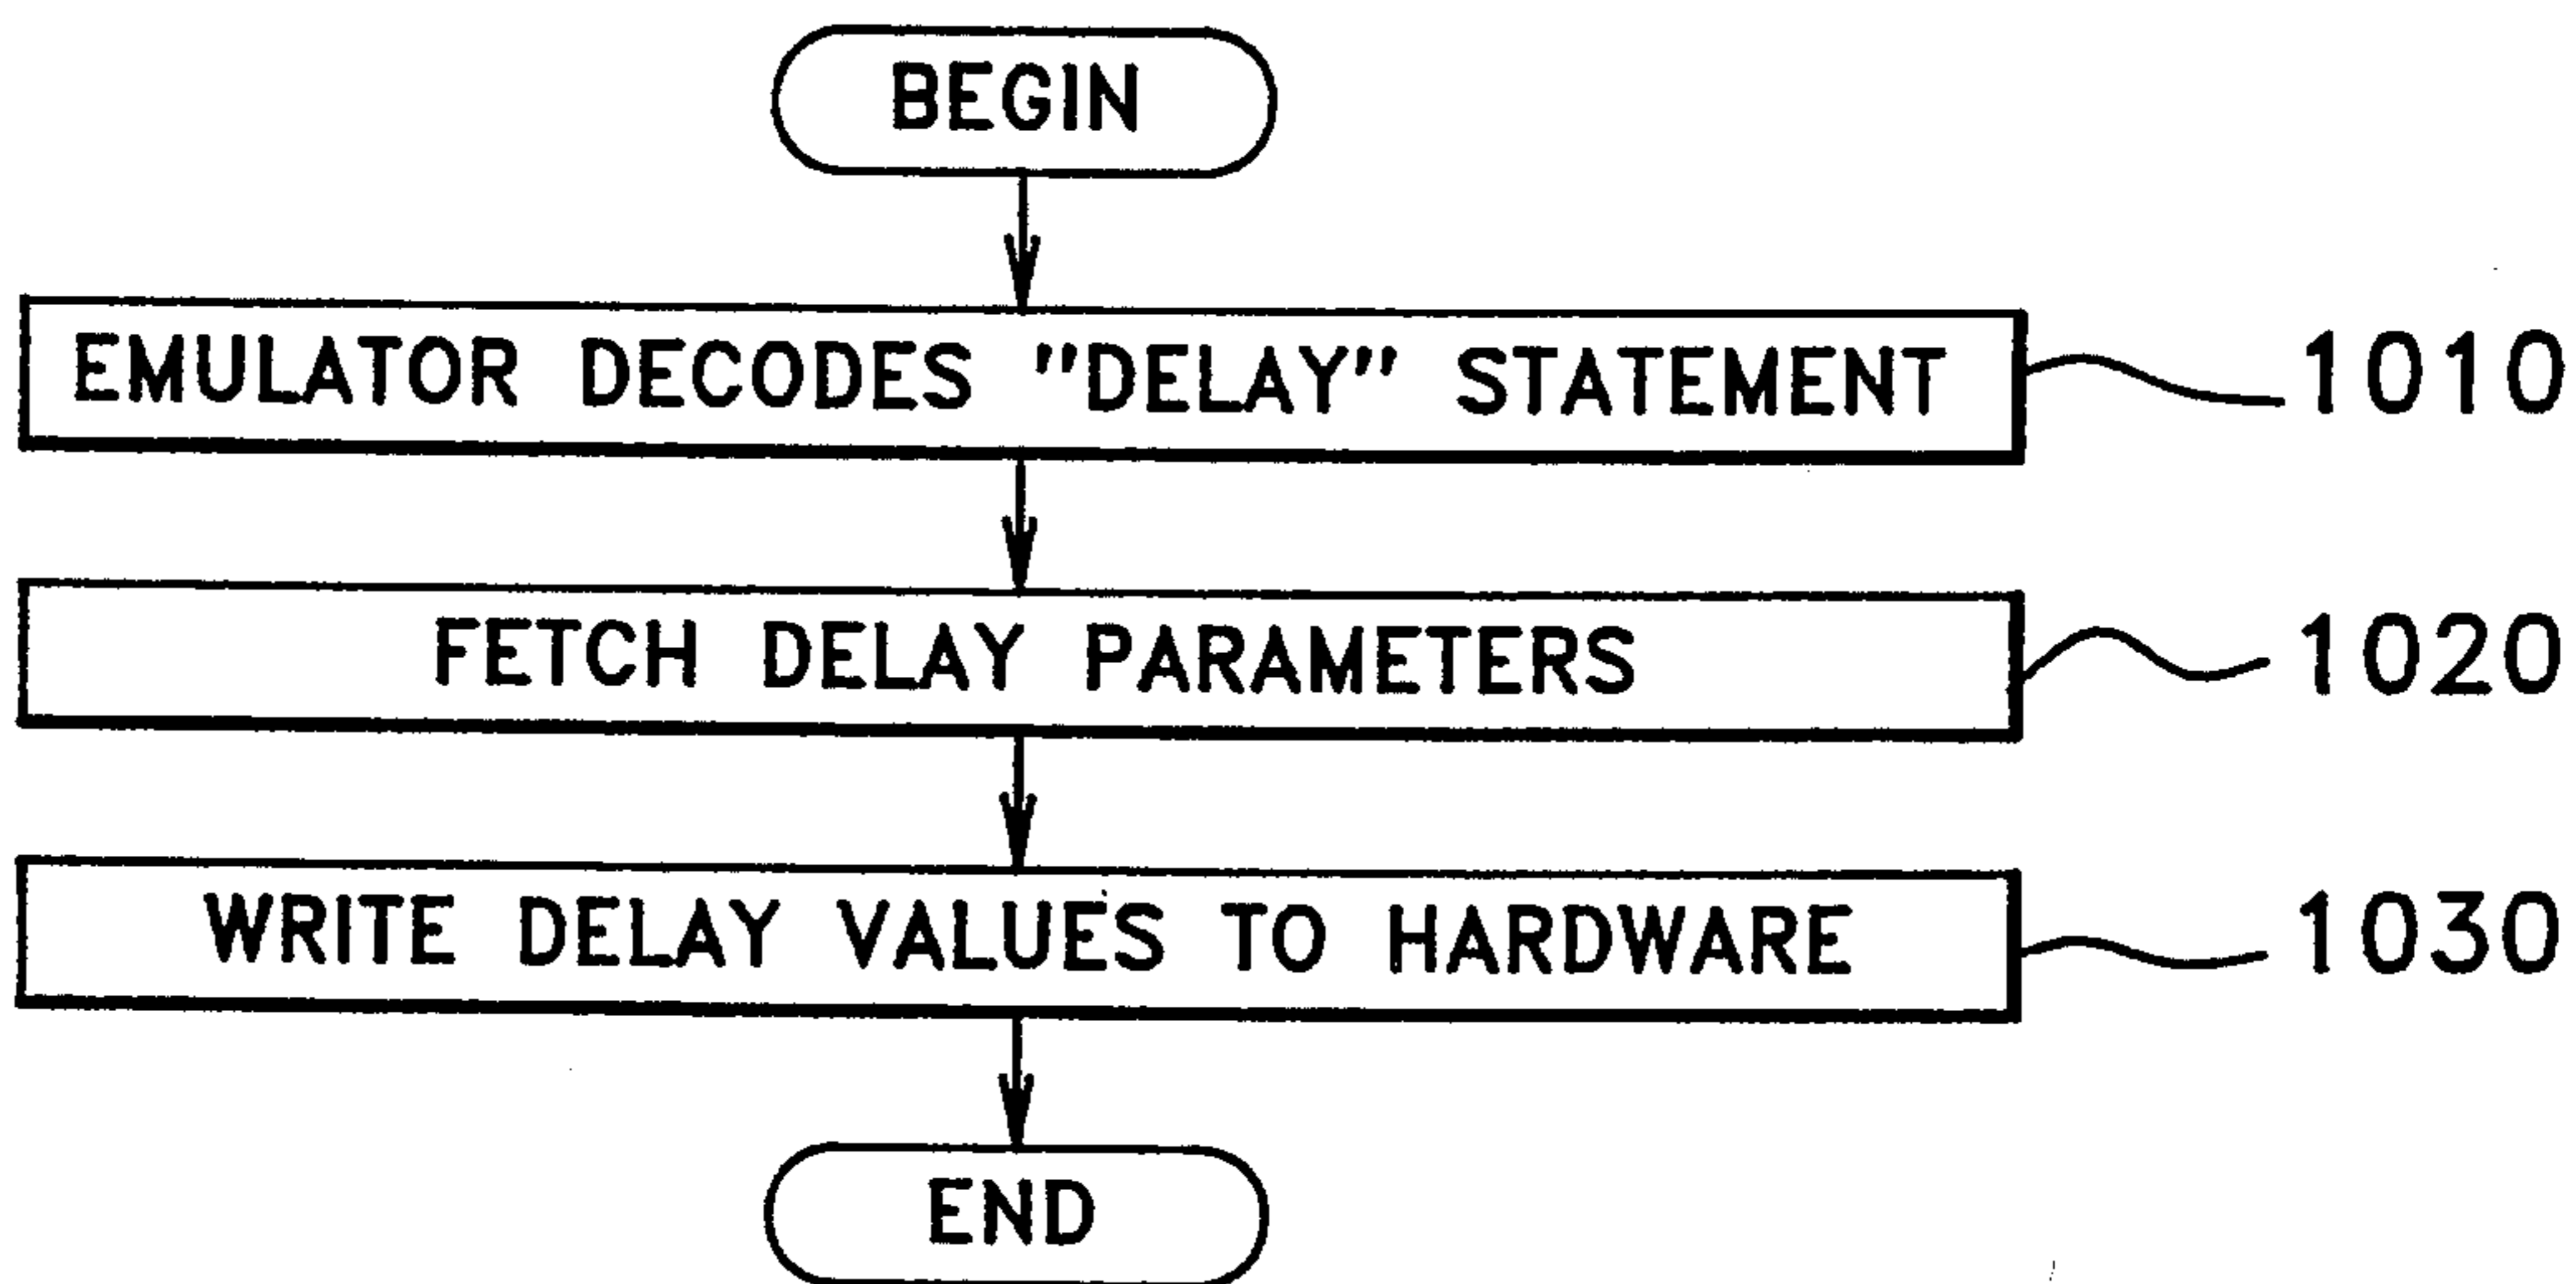 BEGIN
EMULATOR DECODES "DELAY" STATEMENT
1010
FETCH DELAY PARAMETERS
1020
WRITE DELAY VALUES TO HARDWARE
1030
END